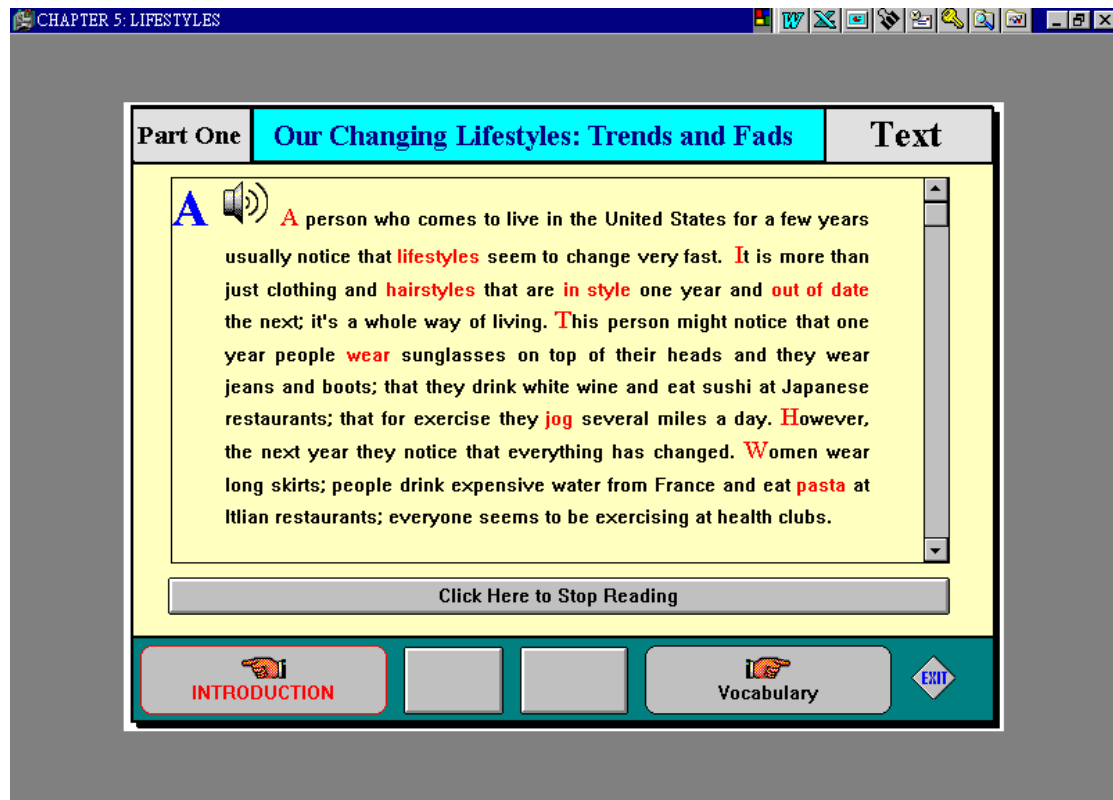 CHAPTER 5: LIFESTYLES
Part One
Our Changing Lifestyles: Trends and Fads
Text
A
A person who comes to live in the United States for a few years
usually notice that lifestyles seem to change very fast. It is more than
just clothing and hairstyles that are in style one year and out of date
the next; it's a whole way of living. This person might notice that one
year people wear sunglasses on top of their heads and they wear
jeans and boots; that they drink white wine and eat sushi at Japanese
restaurants; that for exercise they jog several miles a day. However,
the next year they notice that everything has changed. Women wear
long skirts; people drink expensive water from France and eat pasta at
Itlian restaurants; everyone seems to be exercising at health clubs.
Click Here to Stop Reading
INTRODUCTION
Vocabulary
EXIT